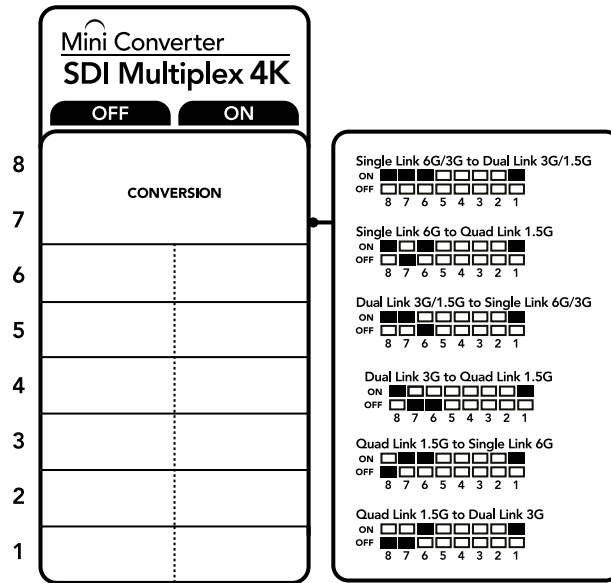 Mini Converter
SDI Multiplex 4K
OFF ON
8
CONVERSION
7
6
5
4
3
2
1
Single Link 6G/3G to Dual Link 3G/1.5G
ON
OFF
8 7 6 5 4 3 2 1
Single Link 6G to Quad Link 1.5G
ON
OFF
8 7 6 5 4 3 2 1
Dual Link 3G/1.5G to Single Link 6G/3G
ON
OFF
8 7 6 5 4 3 2 1
Dual Link 3G to Quad Link 1.5G
ON
OFF
8 7 6 5 4 3 2 1
Quad Link 1.5G to Single Link 6G
ON
OFF
8 7 6 5 4 3 2 1
Quad Link 1.5G to Dual Link 3G
ON
OFF
8 7 6 5 4 3 2 1